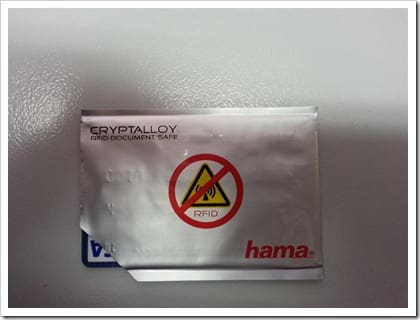 CRYPTALLOY
RFID DOCUMENT SAFE
RFID
hama®